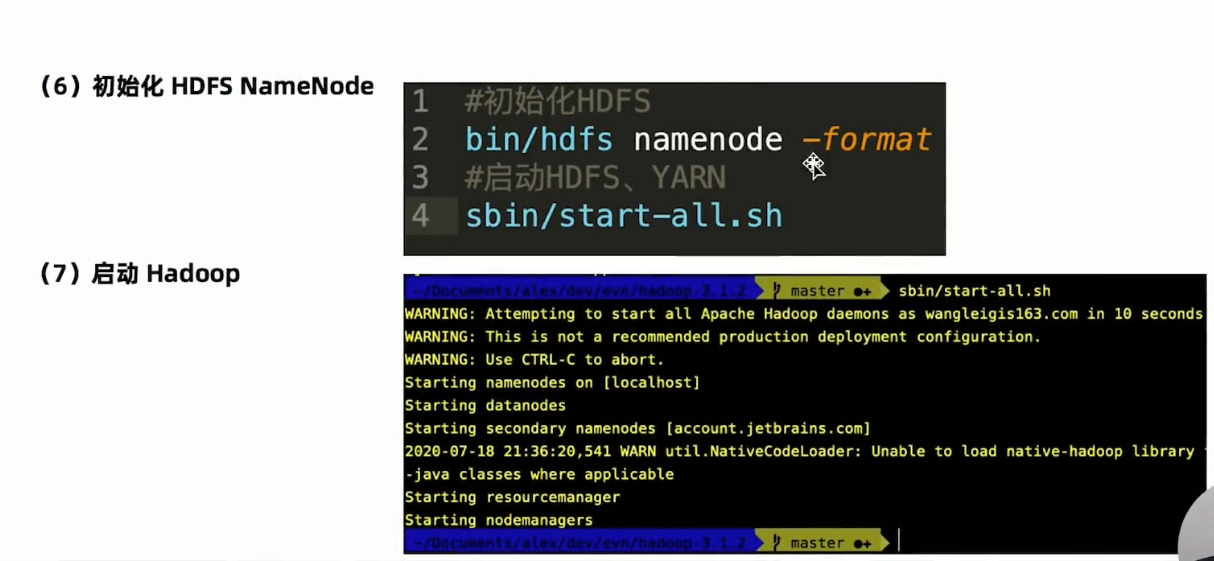 （6）初始化 HDFS NameNode
1 #初始化HDFS
2 bin/hdfs namenode -format
3 #启动HDFS、YARN
4 sbin/start-all.sh
（7）启动 Hadoop
~/Documents/alex/dev/evn/hadoop-3.1.2 master ●+ sbin/start-all.sh
WARNING: Attempting to start all Apache Hadoop daemons as wangleigis163.com in 10 seconds
WARNING: This is not a recommended production deployment configuration.
WARNING: Use CTRL-C to abort.
Starting namenodes on [localhost]
Starting datanodes
Starting secondary namenodes [account.jetbrains.com]
2020-07-18 21:36:20,541 WARN util.NativeCodeLoader: Unable to load native-hadoop library
-java classes where applicable
Starting resourcemanager
Starting nodemanagers
~/Documents/alex/dev/evn/hadoop-3.1.2 master ●+